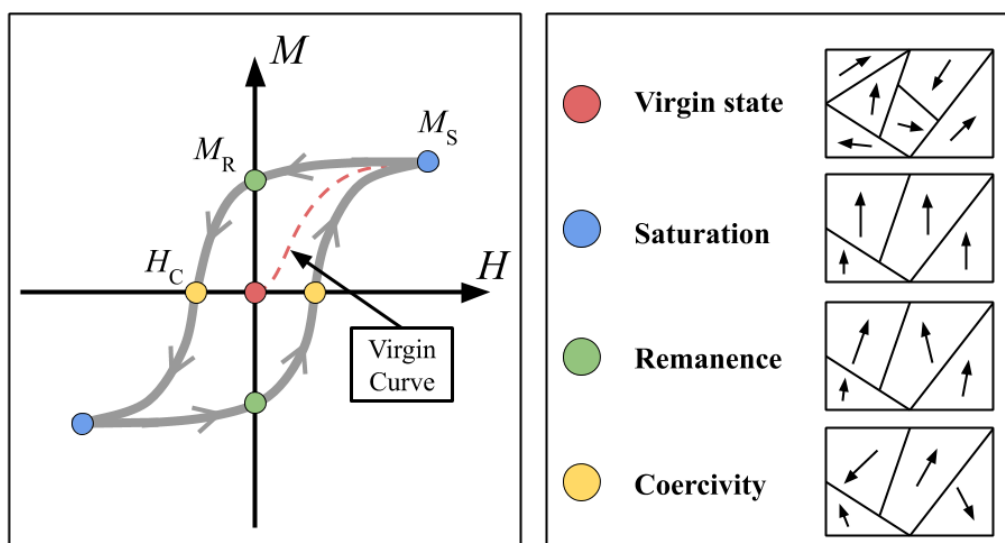 M
M_S
M_R
H_C
H
Virgin
Curve
Virgin state
Saturation
Remanence
Coercivity